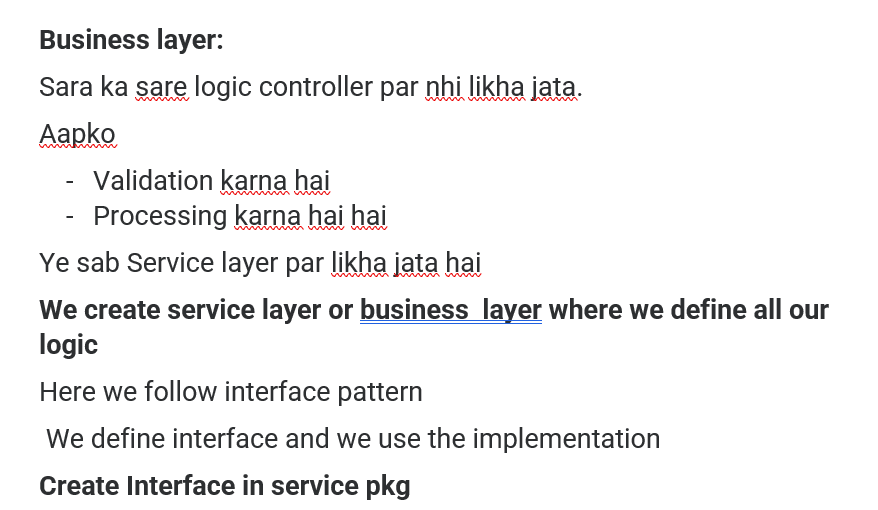 Business layer:
Sara ka sare logic controller par nhi likha jata.
Aapko
- Validation karna hai
- Processing karna hai hai
Ye sab Service layer par likha jata hai
We create service layer or business  layer where we define all our
logic
Here we follow interface pattern
We define interface and we use the implementation
Create Interface in service pkg